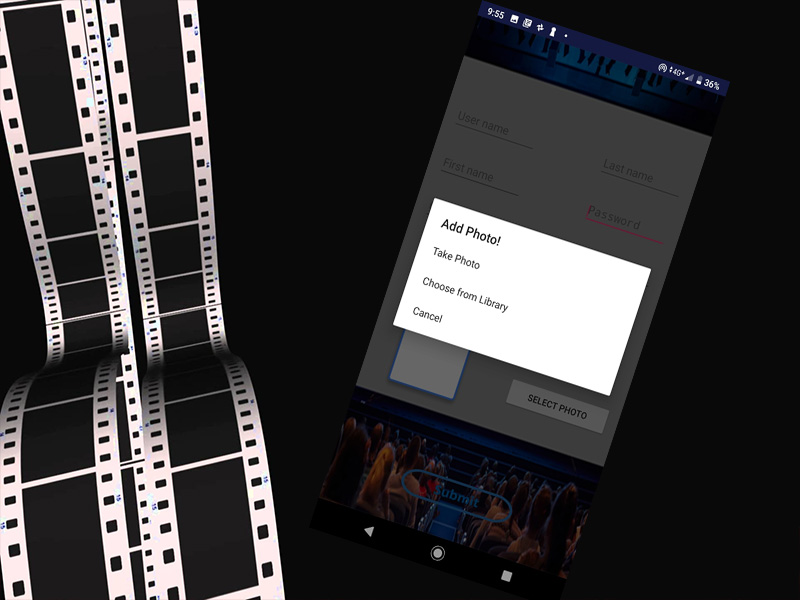 9:55
4G+ 36%
User name
First name
Last name
Password
Add Photo!
Take Photo
Choose from Library
Cancel
SELECT PHOTO
Submit